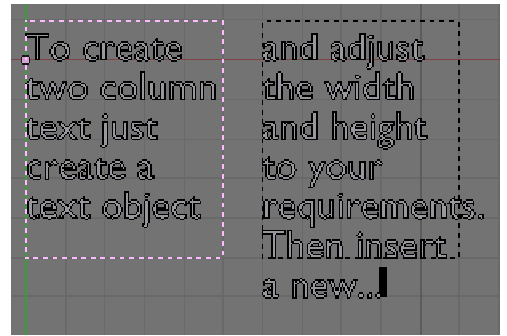 To create
two column
text just
create a
text object
and adjust
the width
and height
to your
requirements.
Then insert
a new...